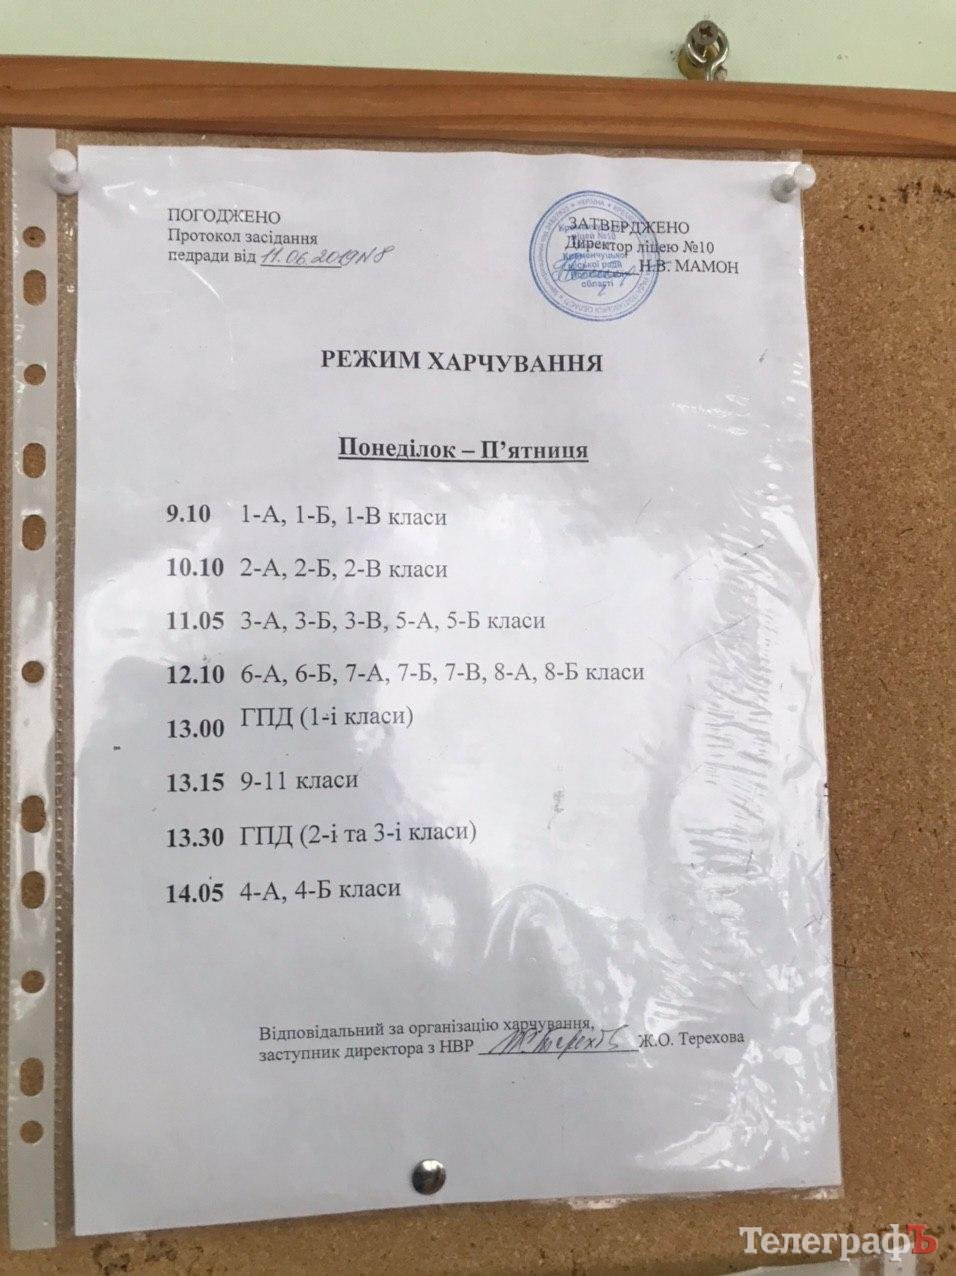 ПОГОДЖЕНО
Протокол засідання
педради від 11.06.2019 №8
ЗАТВЕРДЖЕНО
Директор ліцею №10
Н.В. МАМОН
РЕЖИМ ХАРЧУВАННЯ
Понеділок – П’ятниця
9.10 1-А, 1-Б, 1-В класи
10.10 2-А, 2-Б, 2-В класи
11.05 3-А, 3-Б, 3-В, 5-А, 5-Б класи
12.10 6-А, 6-Б, 7-А, 7-Б, 7-В, 8-А, 8-Б класи
13.00 ГПД (1-і класи)
13.15 9-11 класи
13.30 ГПД (2-і та 3-і класи)
14.05 4-А, 4-Б класи
Відповідальний за організацію харчування,
заступник директора з НВР Ж.О. Терехова
ТелеграфЪ